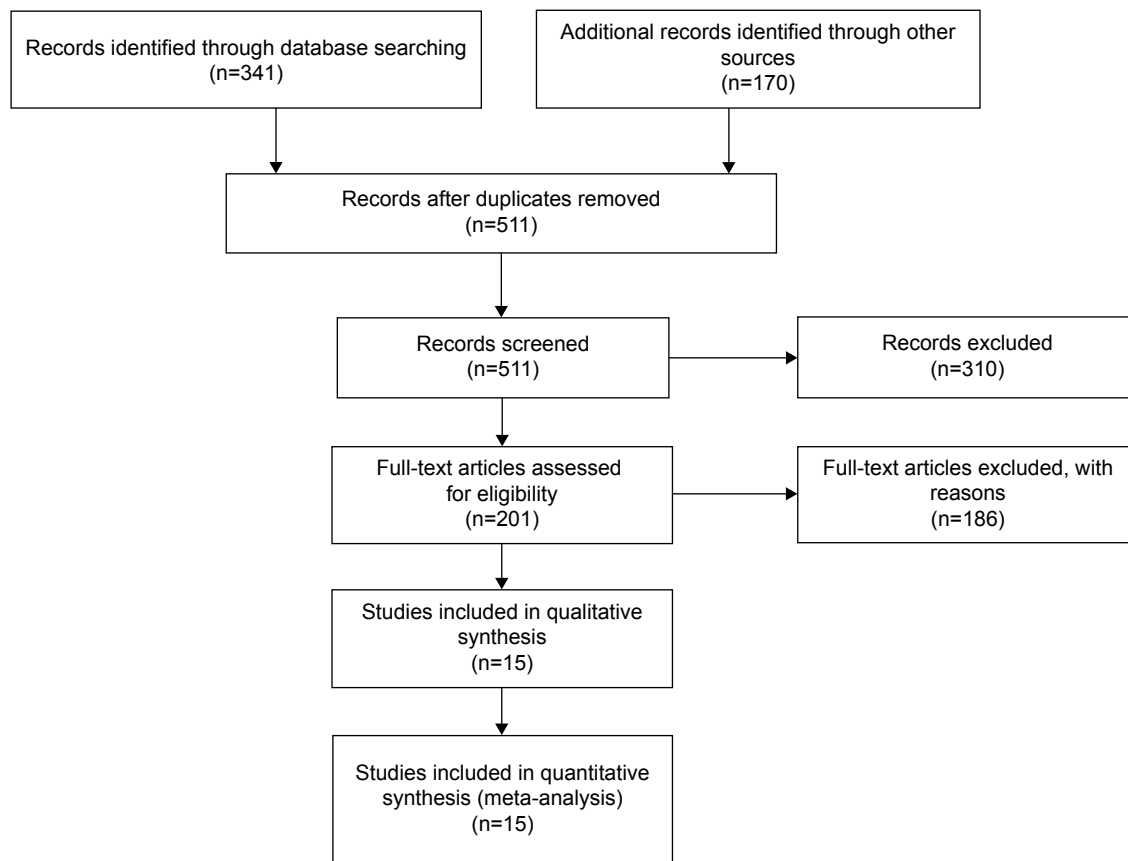 Records identified through database searching
(n=341)
Additional records identified through other
sources
(n=170)
Records after duplicates removed
(n=511)
Records screened
(n=511)
Records excluded
(n=310)
Full-text articles assessed
for eligibility
(n=201)
Full-text articles excluded, with
reasons
(n=186)
Studies included in qualitative
synthesis
(n=15)
Studies included in quantitative
synthesis (meta-analysis)
(n=15)